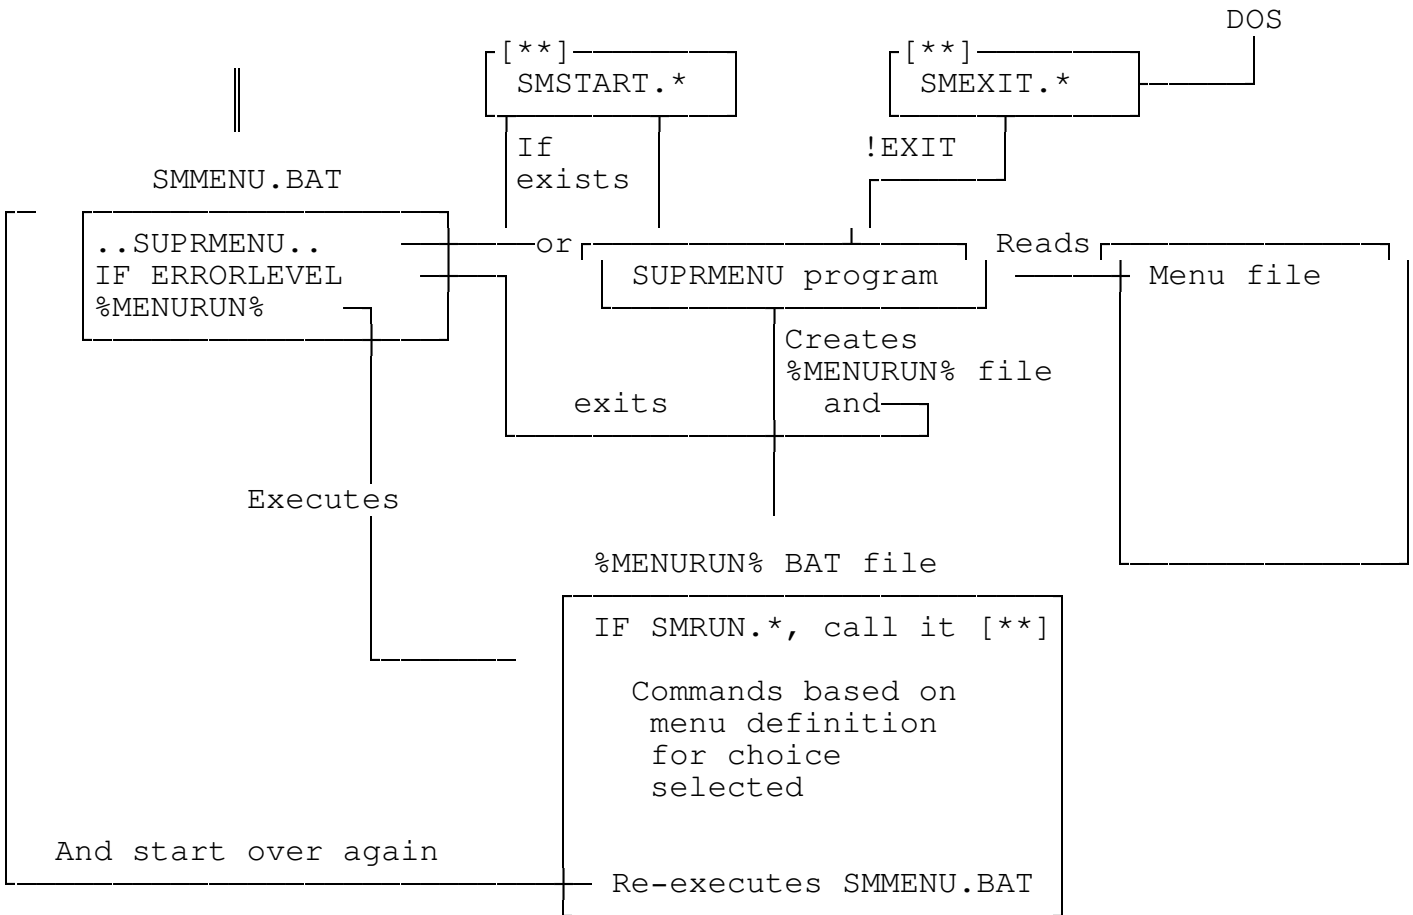 DOS
[**] [**]
SMSTART.* SMEXIT.*
If !EXIT
SMMENU.BAT exists
..SUPRMENU.. or Reads
IF ERRORLEVEL SUPRMENU program Menu file
%MENURUN%
Creates
%MENURUN% file
exits and
Executes
%MENURUN% BAT file
IF SMRUN.*, call it [**]
Commands based on
menu definition
for choice
selected
And start over again
Re-executes SMMENU.BAT